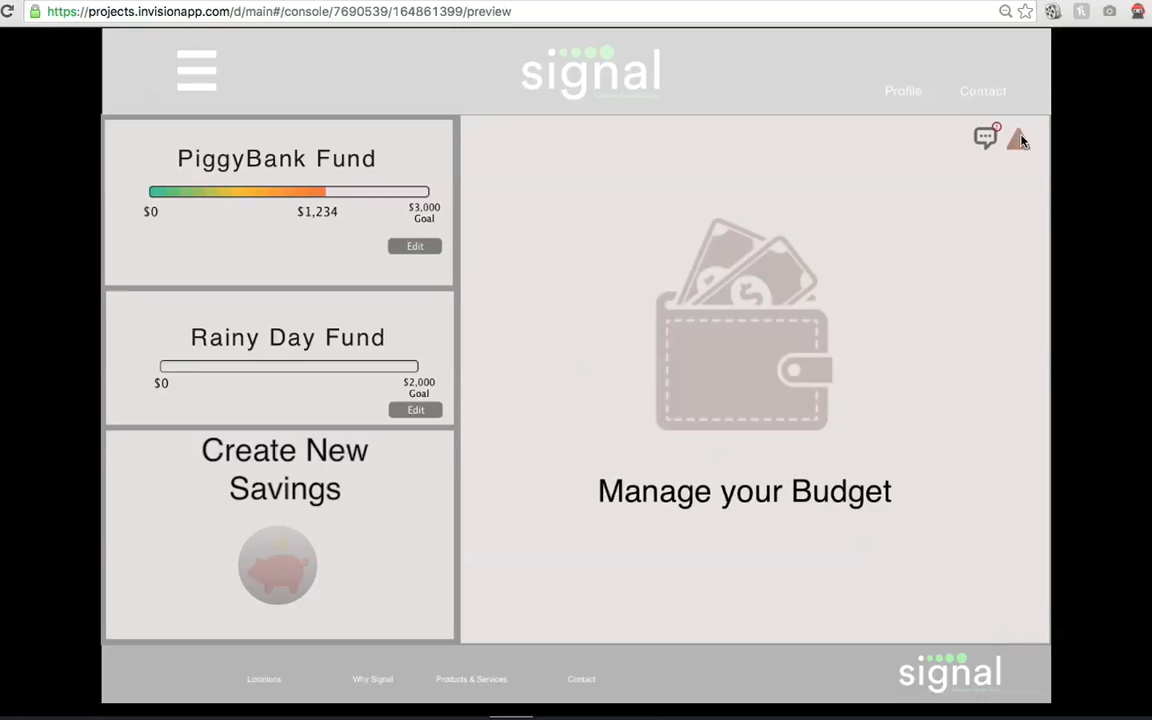 https://projects.invisionapp.com/d/main#/console/7690539/164861399/preview
signal
Profile
Contact
PiggyBank Fund
$0
$1,234
$3,000
Goal
Edit
Rainy Day Fund
$0
$2,000
Goal
Edit
Create New
Savings
Manage your Budget
Locations
Why Signal
Products & Services
Contact
signal